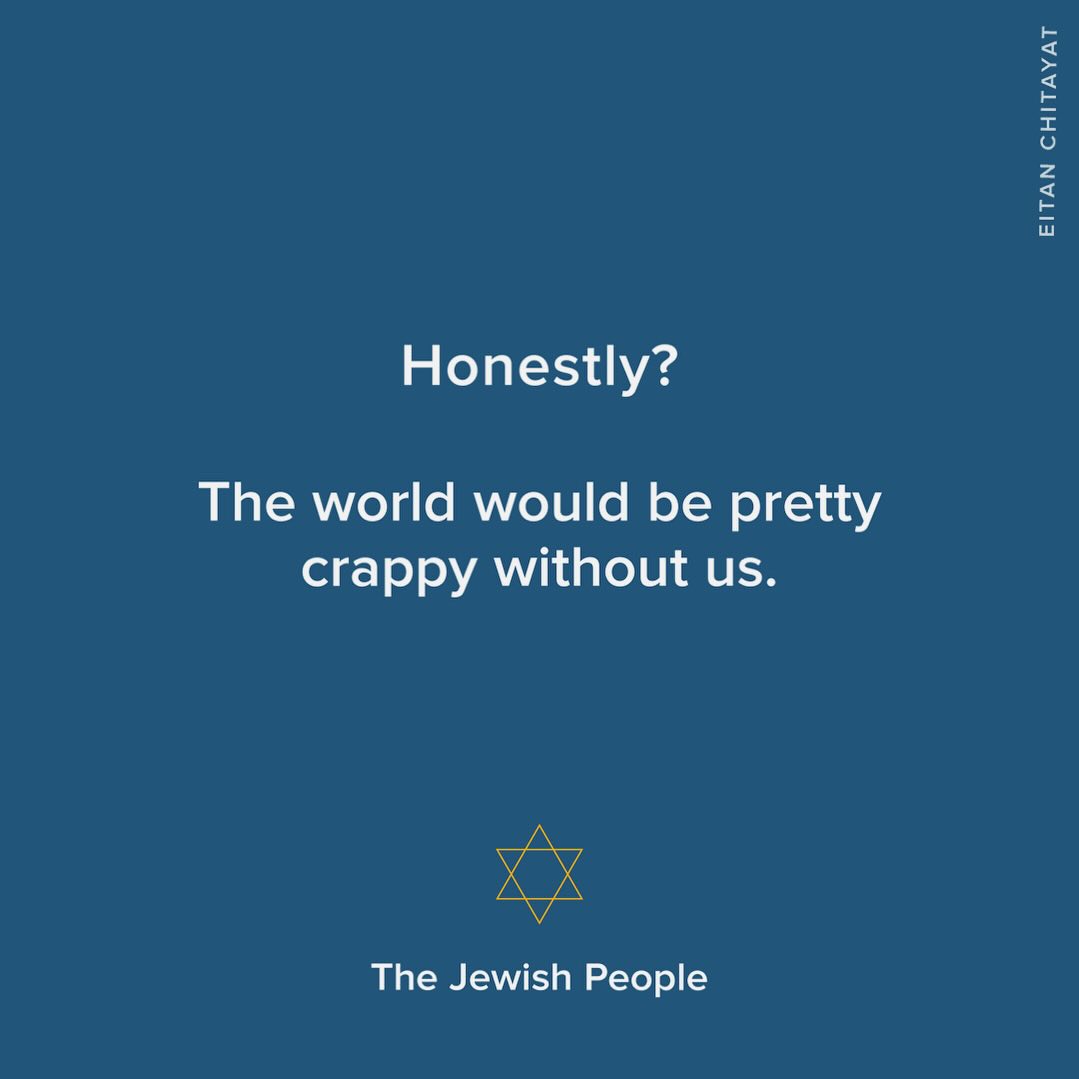 EITAN CHITAYAT
Honestly?
The world would be pretty
crappy without us.
The Jewish People